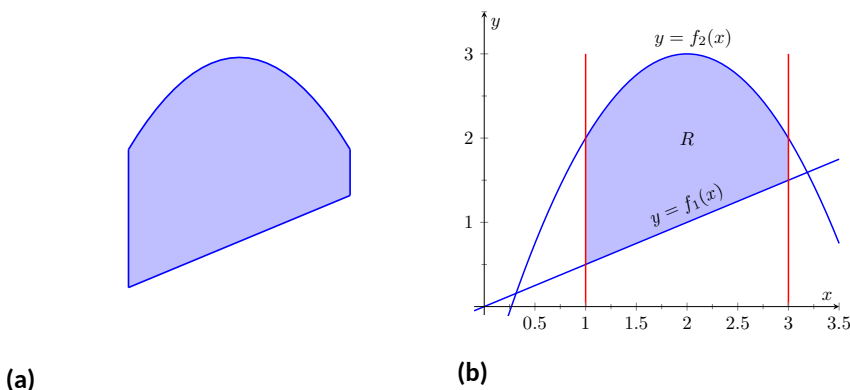 y
y = f₂(x)
3
R
2
y = f₁(x)
1
x
0.5 1 1.5 2 2.5 3 3.5
(a)
(b)